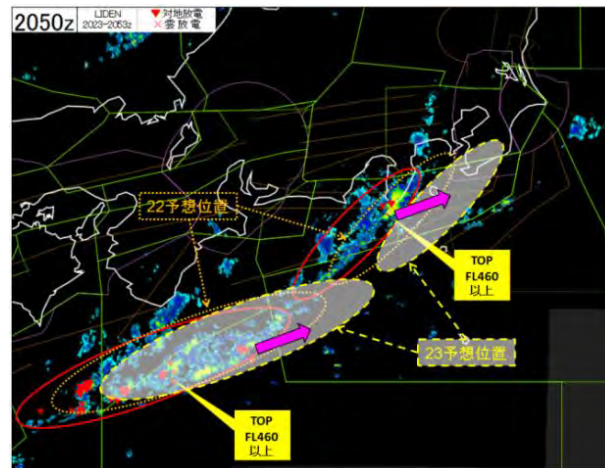 2050z
LIDEN
2023-2053z
▼対地放電
×雲放電
22予想位置
TOP
FL460
以上
23予想位置
TOP
FL460
以上